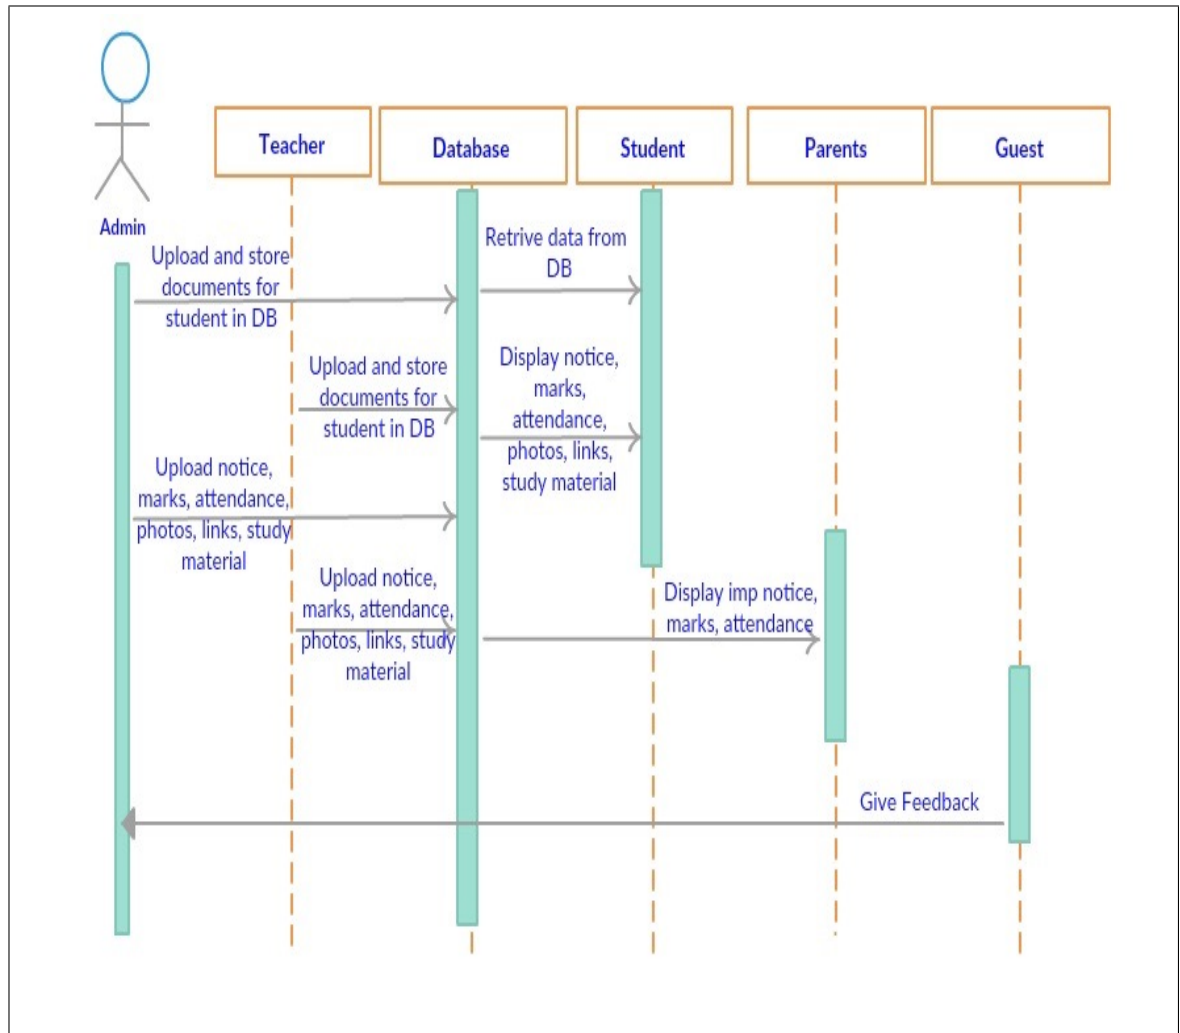 Teacher
Database
Student
Parents
Guest
Admin
Upload and store
documents for
student in DB
Retrive data from
DB
Upload and store
documents for
student in DB
Display notice,
marks,
attendance,
photos, links,
study material
Upload notice,
marks, attendance,
photos, links, study
material
Upload notice,
marks, attendance,
photos, links, study
material
Display imp notice,
marks, attendance
Give Feedback